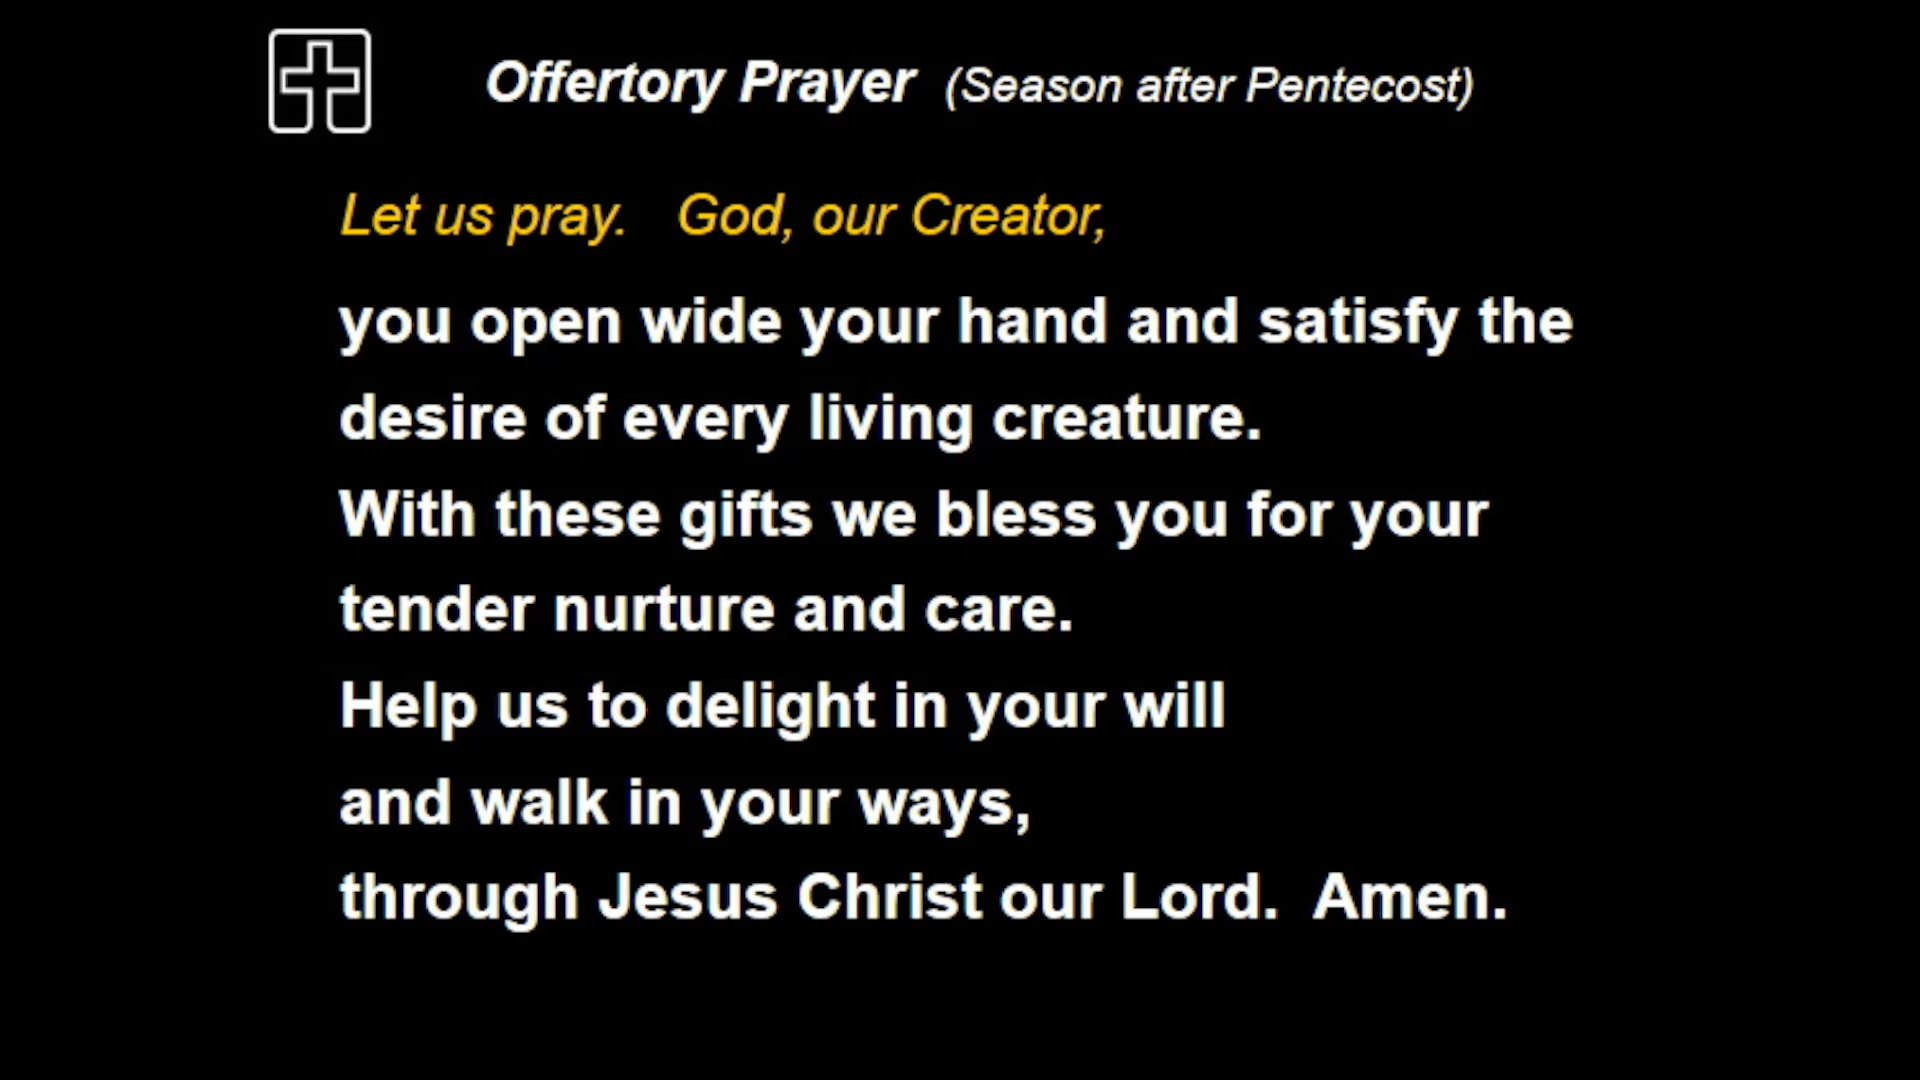 Offertory Prayer (Season after Pentecost)
Let us pray. God, our Creator,
you open wide your hand and satisfy the
desire of every living creature.
With these gifts we bless you for your
tender nurture and care.
Help us to delight in your will
and walk in your ways,
through Jesus Christ our Lord. Amen.